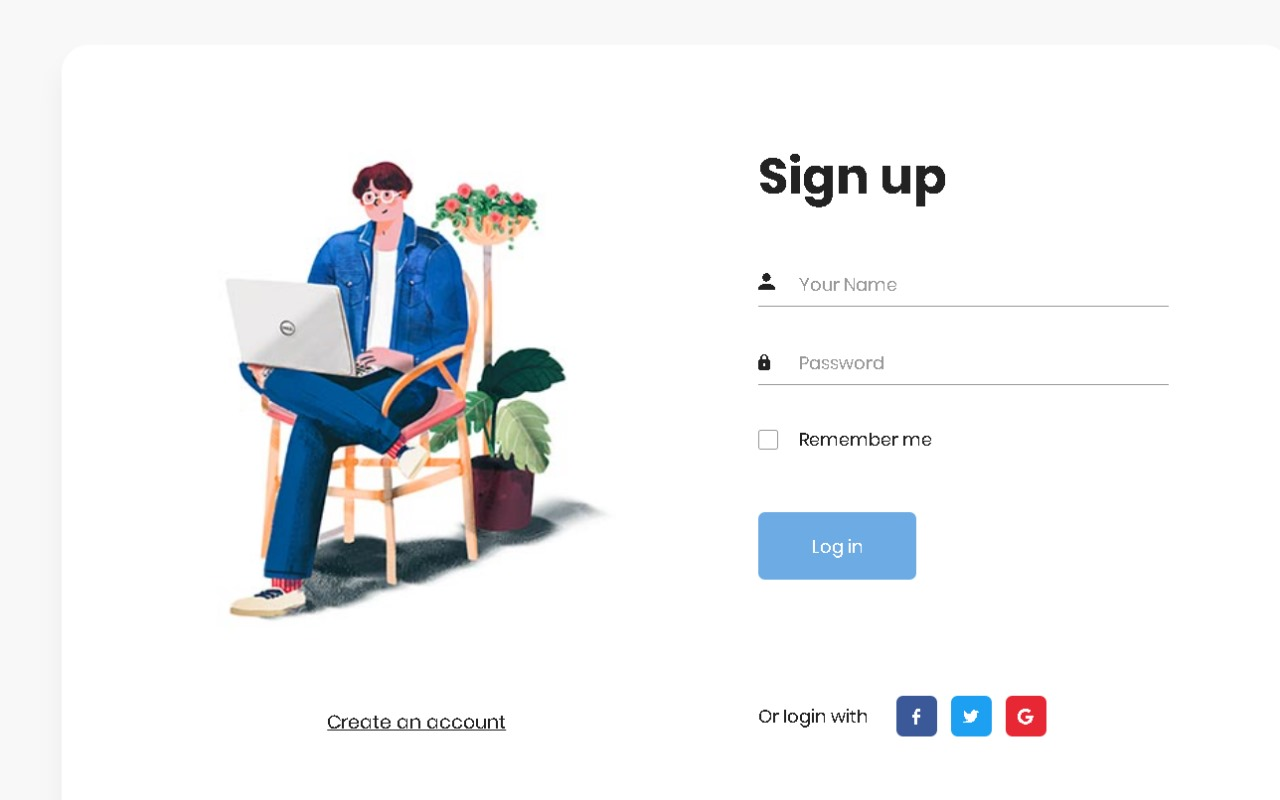 Sign up
Your Name
Password
Remember me
Log in
Create an account
Or login with